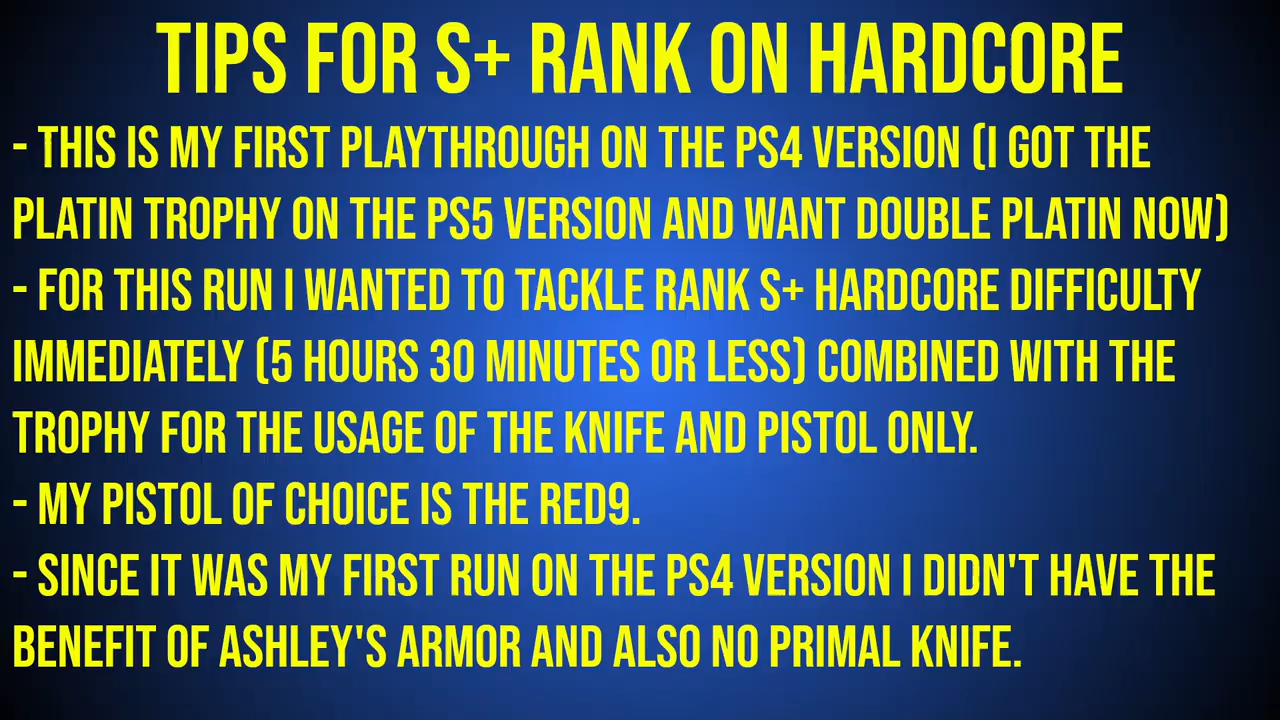 TIPS FOR S+ RANK ON HARDCORE
- THIS IS MY FIRST PLAYTHROUGH ON THE PS4 VERSION (I GOT THE
PLATIN TROPHY ON THE PS5 VERSION AND WANT DOUBLE PLATIN NOW)
- FOR THIS RUN I WANTED TO TACKLE RANK S+ HARDCORE DIFFICULTY
IMMEDIATELY (5 HOURS 30 MINUTES OR LESS) COMBINED WITH THE
TROPHY FOR THE USAGE OF THE KNIFE AND PISTOL ONLY.
- MY PISTOL OF CHOICE IS THE RED9.
- SINCE IT WAS MY FIRST RUN ON THE PS4 VERSION I DIDN'T HAVE THE
BENEFIT OF ASHLEY'S ARMOR AND ALSO NO PRIMAL KNIFE.